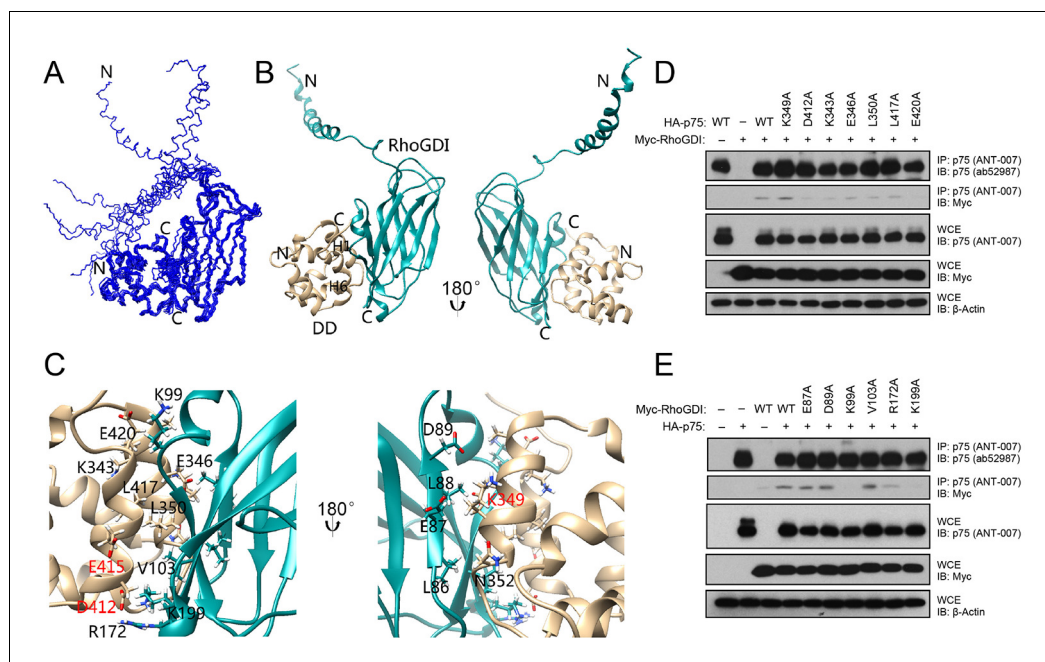 A
N
C
N
C
B
N
RhoGDI
C
N
H1
H6
DD
C
180°
N
C
N
C
C
K99
E420
K343
E346
L417
L350
E415
V103
D412
K199
R172
180°
D89
L88
K349
E87
L86
N352
D
HA-p75: WT – WT K349A D412A K343A E346A L350A L417A E420A
Myc-RhoGDI: – + + + + + + + + +
IP: p75 (ANT-007)
IB: p75 (ab52987)
IP: p75 (ANT-007)
IB: Myc
WCE
IB: p75 (ANT-007)
WCE
IB: Myc
WCE
IB: β-Actin
E
Myc-RhoGDI: – – WT WT E87A D89A K99A V103A R172A K199A
HA-p75: – + – + + + + + + +
IP: p75 (ANT-007)
IB: p75 (ab52987)
IP: p75 (ANT-007)
IB: Myc
WCE
IB: p75 (ANT-007)
WCE
IB: Myc
WCE
IB: β-Actin